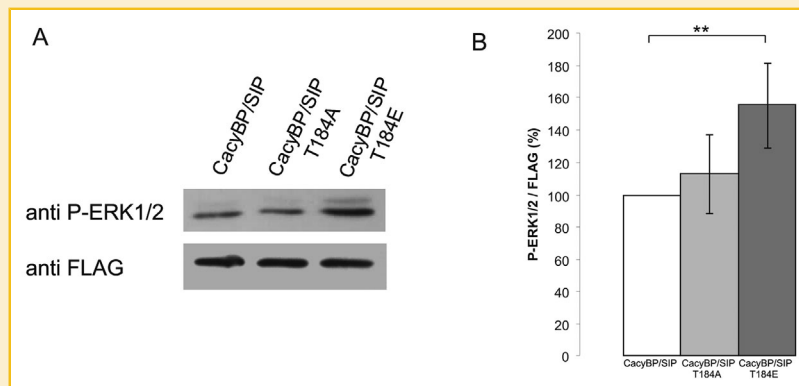 A
CacyBP/SIP
CacyBP/SIP
T184A
CacyBP/SIP
T184E
anti P-ERK1/2
anti FLAG
B
**
200
180
160
140
120
100
80
60
40
20
0
P-ERK1/2 / FLAG (%)
CacyBP/SIP
CacyBP/SIP
T184A
CacyBP/SIP
T184E